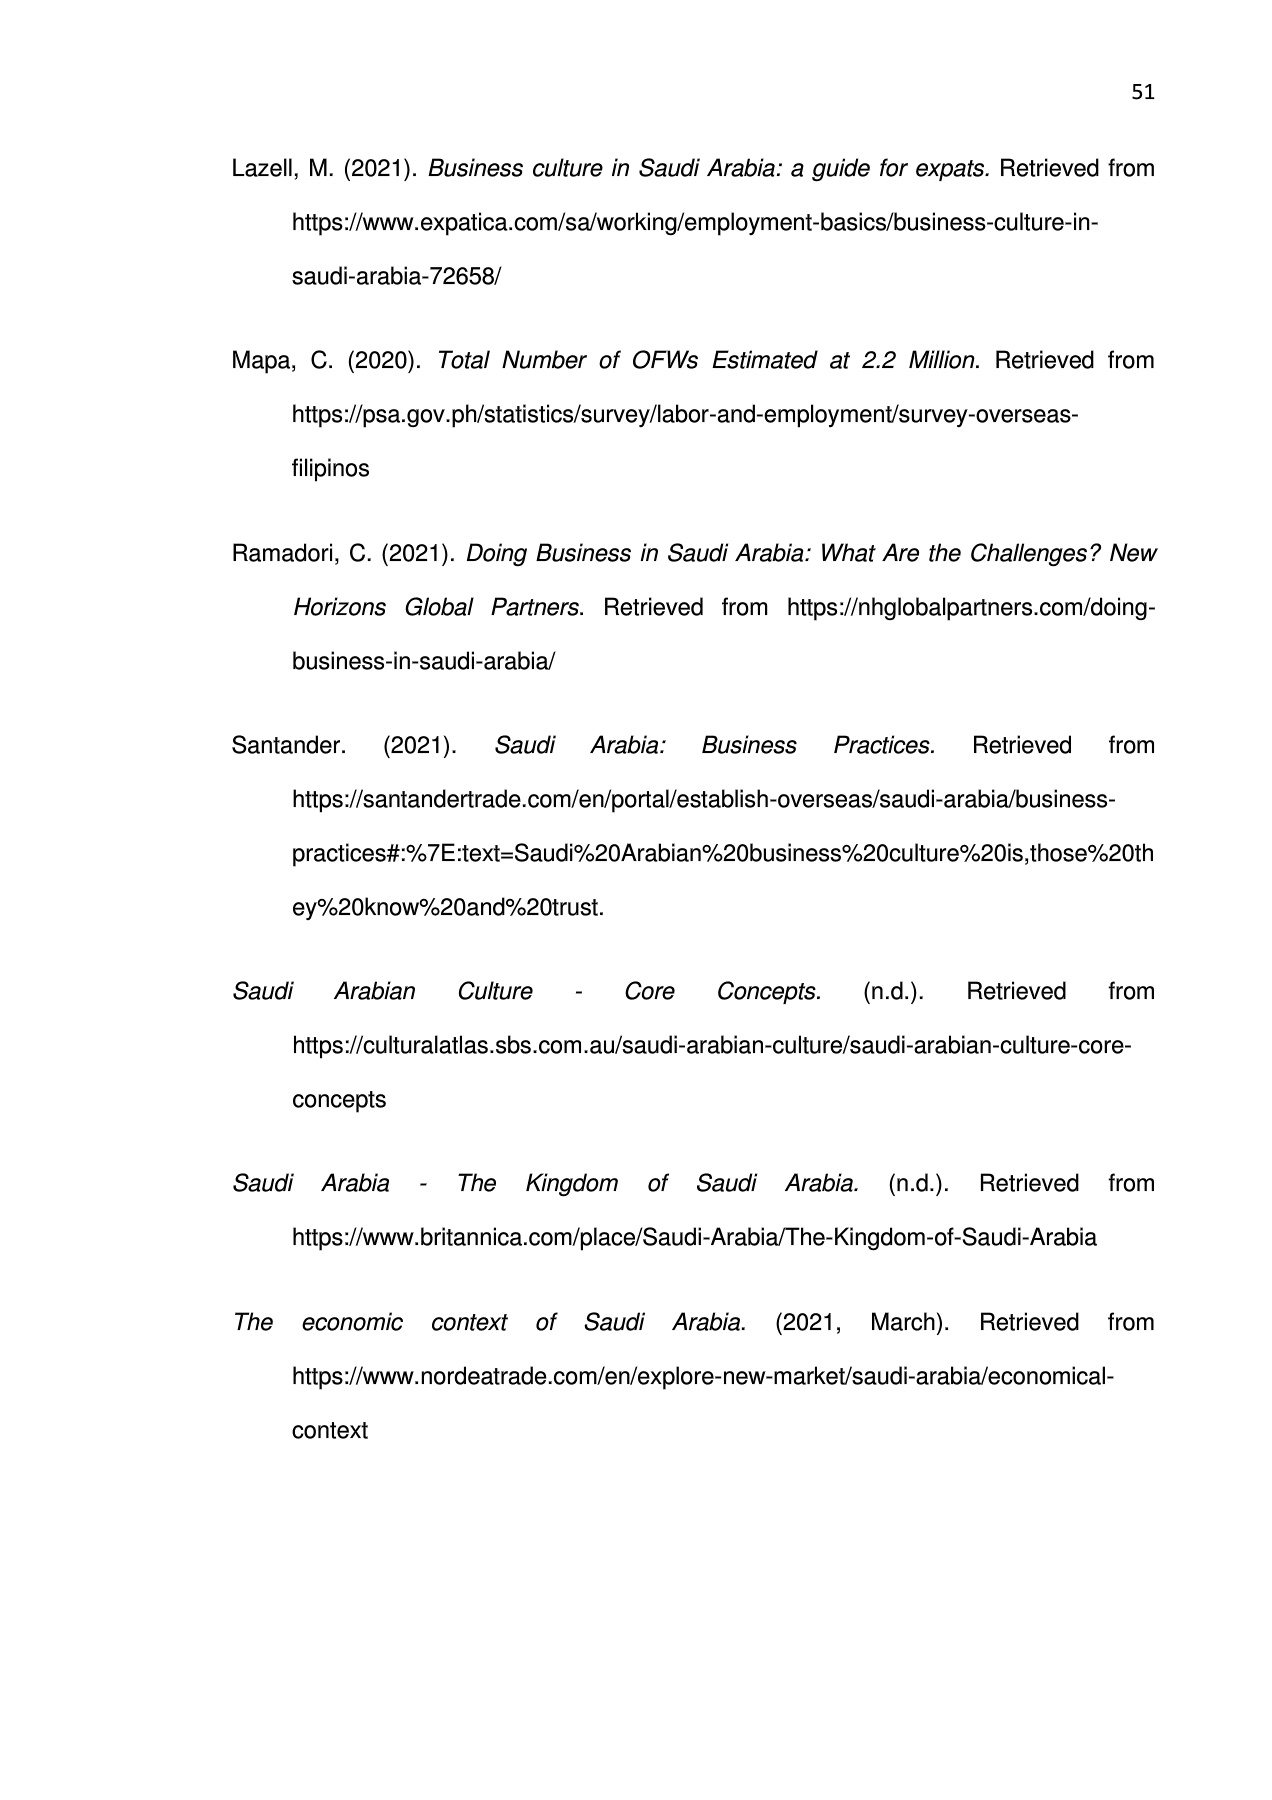 51
Lazell, M. (2021). Business culture in Saudi Arabia: a guide for expats. Retrieved from
https://www.expatica.com/sa/working/employment-basics/business-culture-in-
saudi-arabia-72658/
Mapa, C. (2020). Total Number of OFWs Estimated at 2.2 Million. Retrieved from
https://psa.gov.ph/statistics/survey/labor-and-employment/survey-overseas-
filipinos
Ramadori, C. (2021). Doing Business in Saudi Arabia: What Are the Challenges? New
Horizons Global Partners. Retrieved from https://nhglobalpartners.com/doing-
business-in-saudi-arabia/
Santander. (2021). Saudi Arabia: Business Practices. Retrieved from
https://santandertrade.com/en/portal/establish-overseas/saudi-arabia/business-
practices#:%7E:text=Saudi%20Arabian%20business%20culture%20is,those%20th
ey%20know%20and%20trust.
Saudi Arabian Culture - Core Concepts. (n.d.). Retrieved from
https://culturalatlas.sbs.com.au/saudi-arabian-culture/saudi-arabian-culture-core-
concepts
Saudi Arabia - The Kingdom of Saudi Arabia. (n.d.). Retrieved from
https://www.britannica.com/place/Saudi-Arabia/The-Kingdom-of-Saudi-Arabia
The economic context of Saudi Arabia. (2021, March). Retrieved from
https://www.nordeatrade.com/en/explore-new-market/saudi-arabia/economical-
context